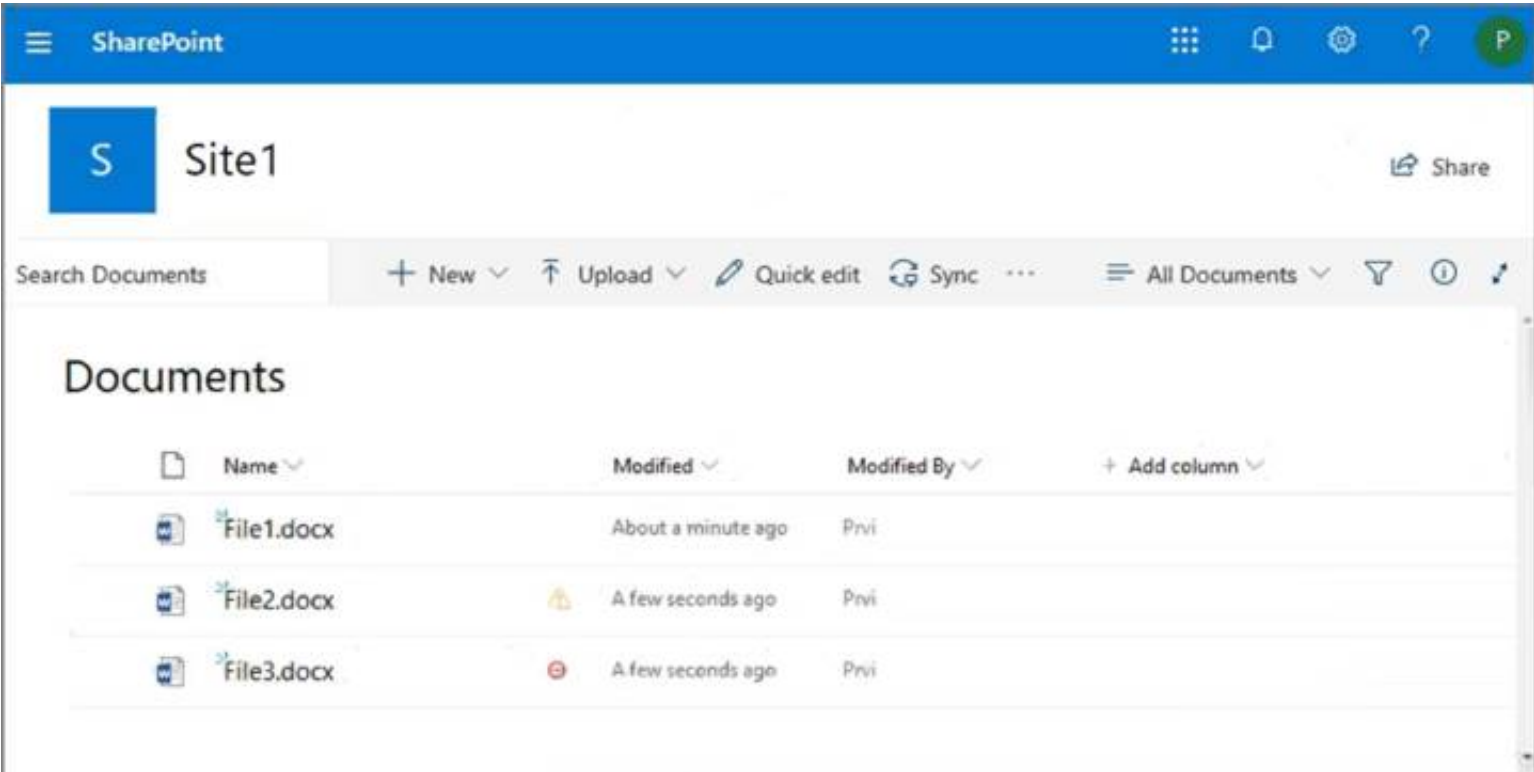 SharePoint ? P
S Site1 Share
Search Documents + New Upload Quick edit Sync ... All Documents
Documents
Name Modified Modified By + Add column
File1.docx About a minute ago Prvi
File2.docx A few seconds ago Prvi
File3.docx A few seconds ago Prvi